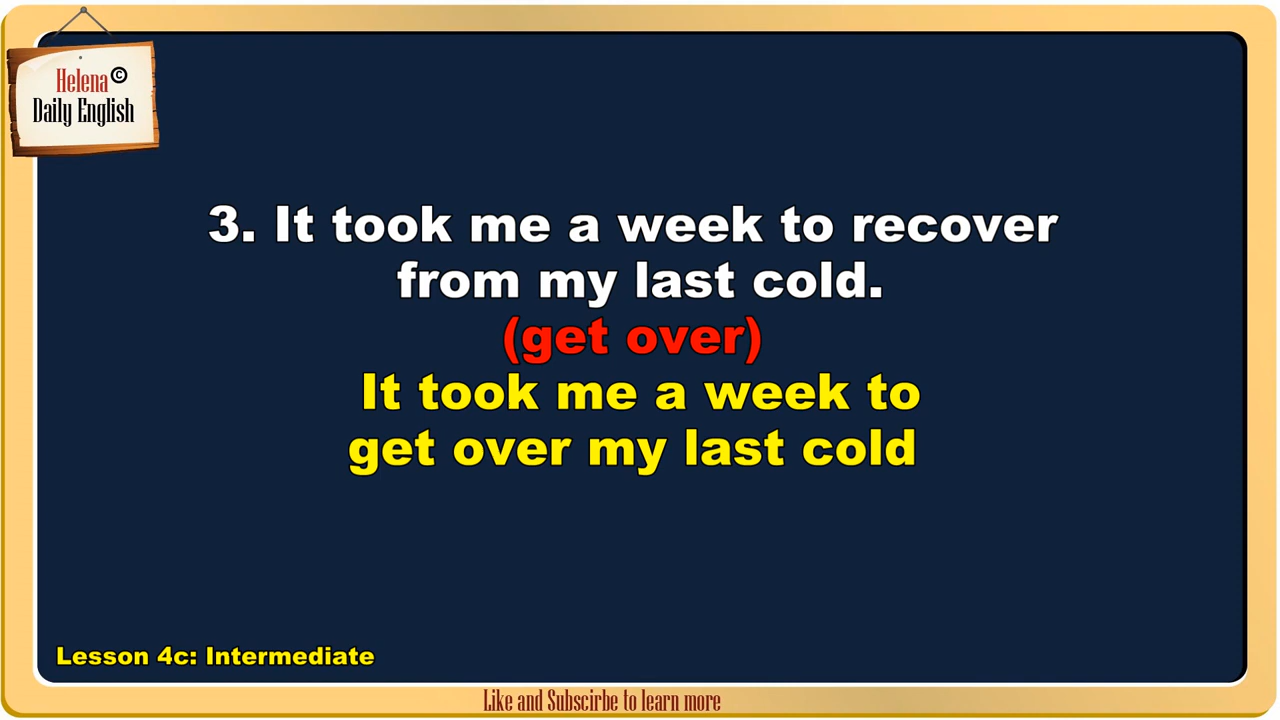 Helena ©
Daily English
3. It took me a week to recover
from my last cold.
(get over)
It took me a week to
get over my last cold
Lesson 4c: Intermediate
Like and Subscirbe to learn more